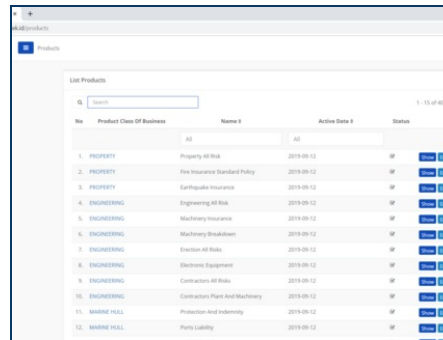 ek.id/products
Products
List Products
Search
1 - 15 of 40
No Product Class Of Business Name Active Date Status
All All
1. PROPERTY Property All Risk 2019-09-12 Show
2. PROPERTY Fire Insurance Standard Policy 2019-09-12 Show
3. PROPERTY Earthquake Insurance 2019-09-12 Show
4. ENGINEERING Engineering All Risk 2019-09-12 Show
5. ENGINEERING Machinery Insurance 2019-09-12 Show
6. ENGINEERING Machinery Breakdown 2019-09-12 Show
7. ENGINEERING Erection All Risks 2019-09-12 Show
8. ENGINEERING Electronic Equipment 2019-09-12 Show
9. ENGINEERING Contractors All Risks 2019-09-12 Show
10. ENGINEERING Contractors Plant And Machinery 2019-09-12 Show
11. MARINE HULL Protection And Indemnity 2019-09-12 Show
12. MARINE HULL Ports Liability 2019-09-12 Show